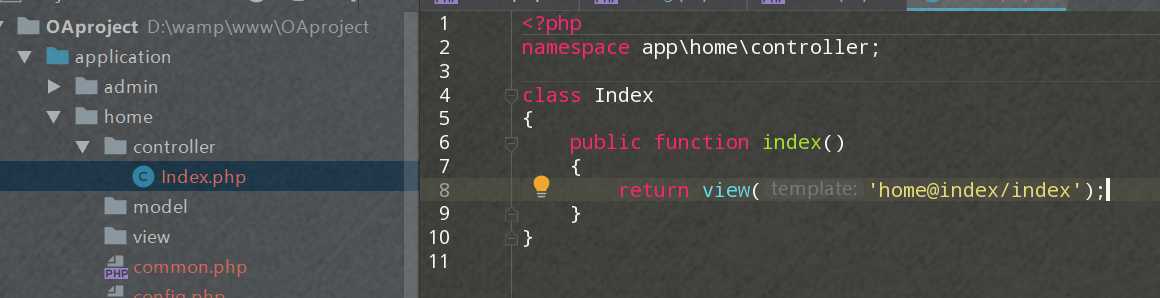 OAproject D:\wamp\www\OAproject
application
admin
home
controller
Index.php
model
view
common.php
config.php
1 <?php
2 namespace app\home\controller;
3
4 class Index
5 {
6 public function index()
7 {
8 return view( template: 'home@index/index');
9 }
10 }
11